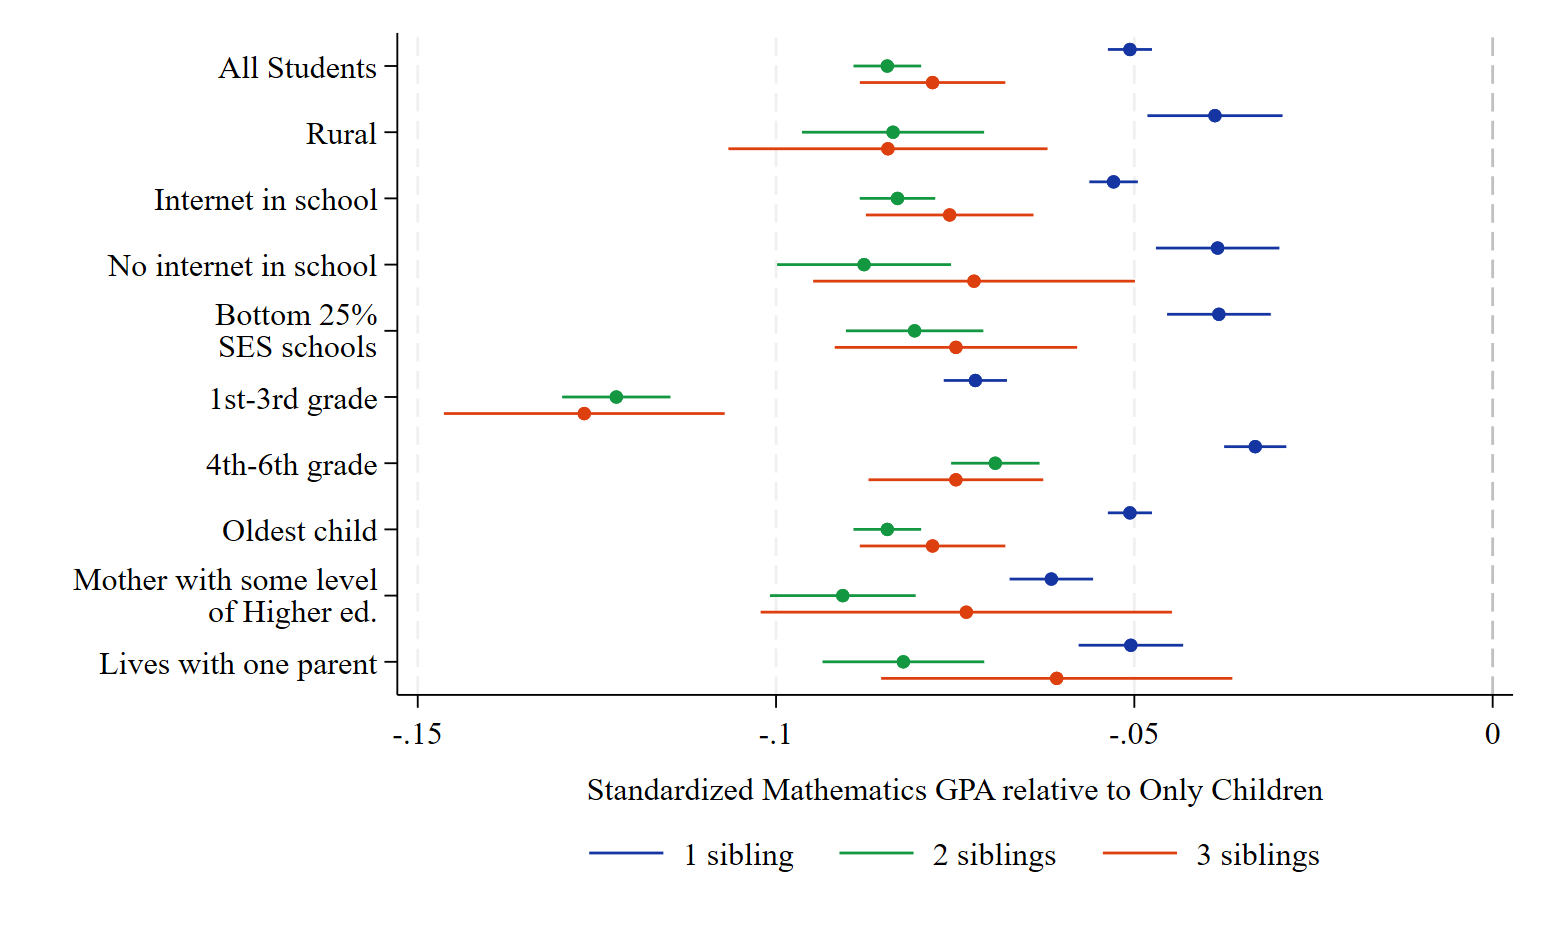 All Students
Rural
Internet in school
No internet in school
Bottom 25%
SES schools
1st-3rd grade
4th-6th grade
Oldest child
Mother with some level
of Higher ed.
Lives with one parent
-.15 -.1 -.05 0
Standardized Mathematics GPA relative to Only Children
1 sibling 2 siblings 3 siblings